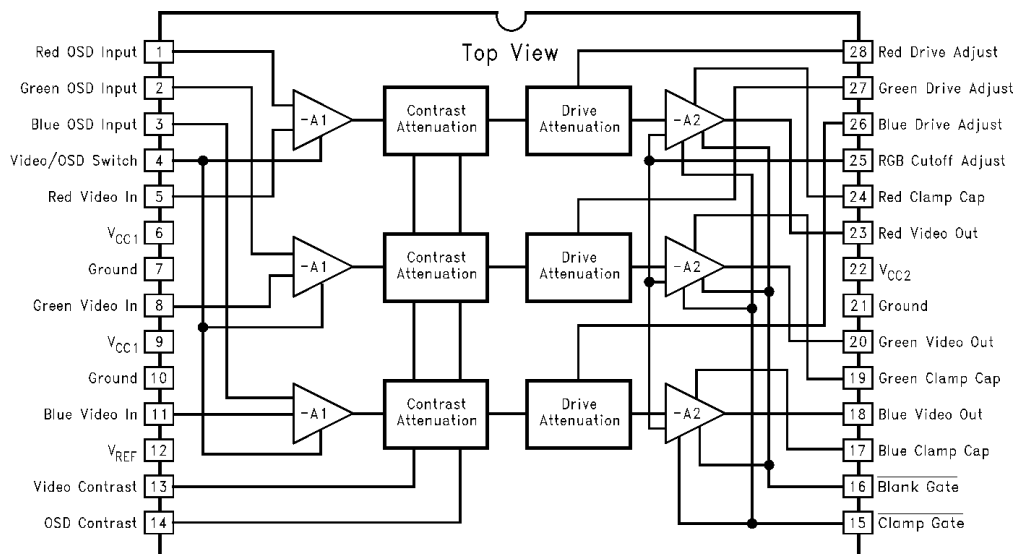 Top View
Red OSD Input 1
Green OSD Input 2
Blue OSD Input 3
Video/OSD Switch 4
Red Video In 5
VCC1 6
Ground 7
Green Video In 8
VCC1 9
Ground 10
Blue Video In 11
VREF 12
Video Contrast 13
OSD Contrast 14
-A1
Contrast
Attenuation
Drive
Attenuation
-A2
-A1
Contrast
Attenuation
Drive
Attenuation
-A2
-A1
Contrast
Attenuation
Drive
Attenuation
-A2
28 Red Drive Adjust
27 Green Drive Adjust
26 Blue Drive Adjust
25 RGB Cutoff Adjust
24 Red Clamp Cap
23 Red Video Out
22 VCC2
21 Ground
20 Green Video Out
19 Green Clamp Cap
18 Blue Video Out
17 Blue Clamp Cap
16 Blank Gate
15 Clamp Gate